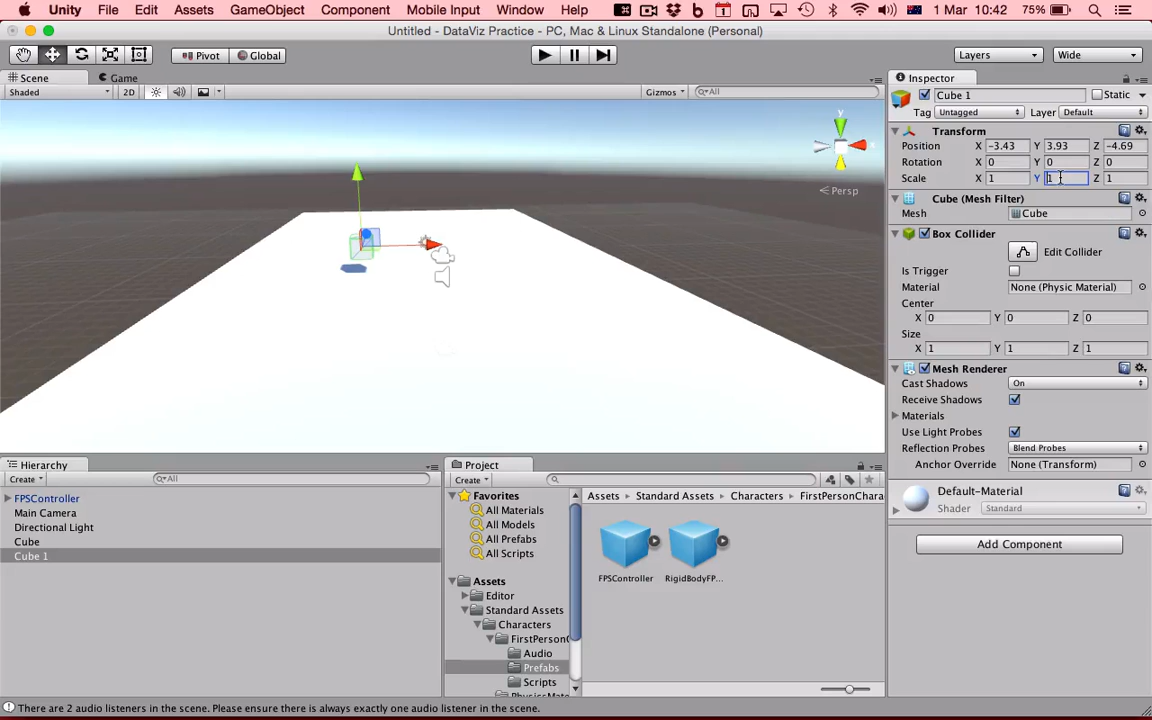 Unity File Edit Assets GameObject Component Mobile Input Window Help 1 Mar 10:42 75%
Untitled - DataViz Practice - PC, Mac & Linux Standalone (Personal)
Pivot Global Layers Wide
Scene Game
Shaded 2D Gizmos All
y
x
Persp
Inspector
Cube 1 Static
Tag Untagged Layer Default
Transform
Position X -3.43 Y 3.93 Z -4.69
Rotation X 0 Y 0 Z 0
Scale X 1 Y 1 Z 1
Cube (Mesh Filter)
Mesh Cube
Box Collider
Edit Collider
Is Trigger
Material None (Physic Material)
Center
X 0 Y 0 Z 0
Size
X 1 Y 1 Z 1
Mesh Renderer
Cast Shadows On
Receive Shadows
Materials
Use Light Probes
Reflection Probes Blend Probes
Anchor Override None (Transform)
Default-Material
Shader Standard
Add Component
Hierarchy
Create All
FPSController
Main Camera
Directional Light
Cube
Cube 1
Project
Create
Favorites
All Materials
All Models
All Prefabs
All Scripts
Assets
Editor
Standard Assets
Characters
FirstPersonC
Audio
Prefabs
Scripts
PhysicsMate
Assets Standard Assets Characters FirstPersonChara
FPSController RigidBodyFP...
There are 2 audio listeners in the scene. Please ensure there is always exactly one audio listener in the scene.